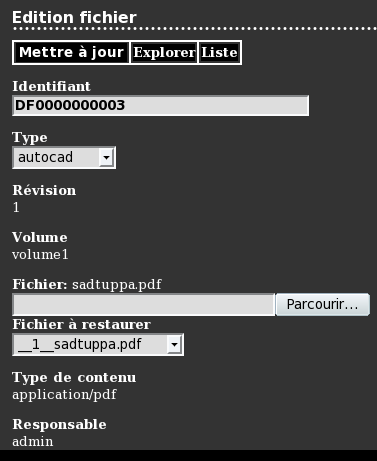 Edition fichier
Mettre à jour Explorer Liste
Identifiant
DF0000000003
Type
autocad
Révision
1
Volume
volume1
Fichier: sadtuppa.pdf
Parcourir...
Fichier à restaurer
__1__sadtuppa.pdf
Type de contenu
application/pdf
Responsable
admin